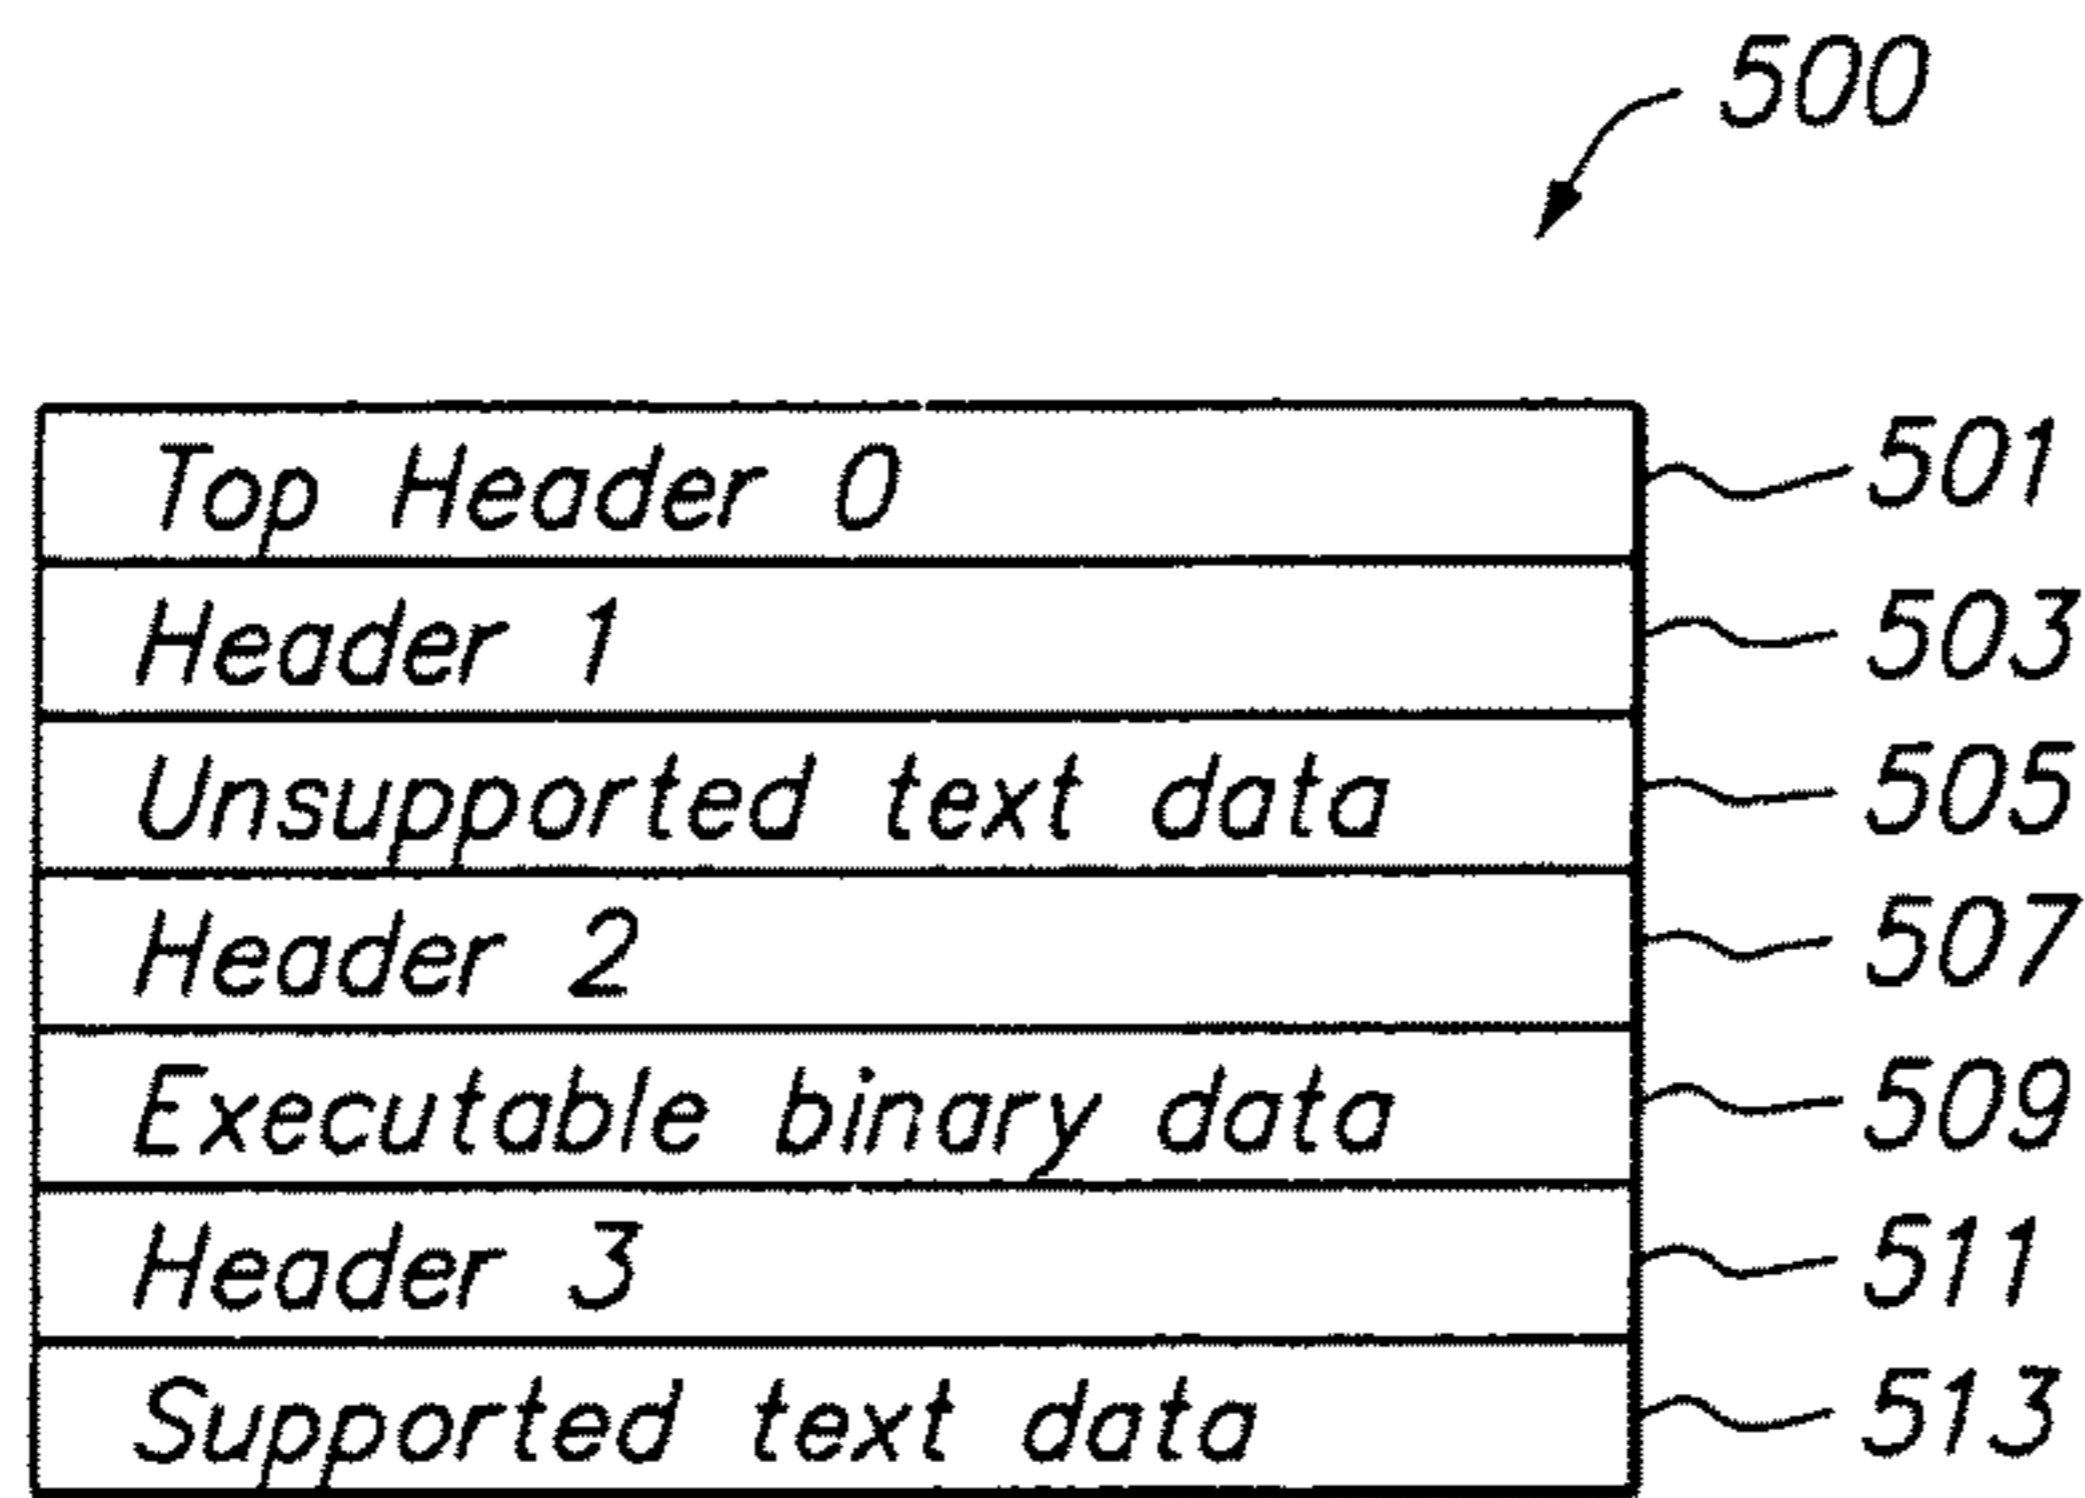 500
Top Header 0 501
Header 1 503
Unsupported text data 505
Header 2 507
Executable binary data 509
Header 3 511
Supported text data 513